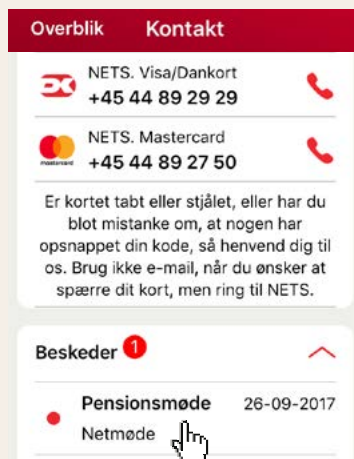 Overblik Kontakt
NETS. Visa/Dankort
+45 44 89 29 29
NETS. Mastercard
mastercard
+45 44 89 27 50
Er kortet tabt eller stjålet, eller har du
blot mistanke om, at nogen har
opsnappet din kode, så henvend dig til
os. Brug ikke e-mail, når du ønsker at
spærre dit kort, men ring til NETS.
Beskeder 1
Pensionsmøde 26-09-2017
Netmøde